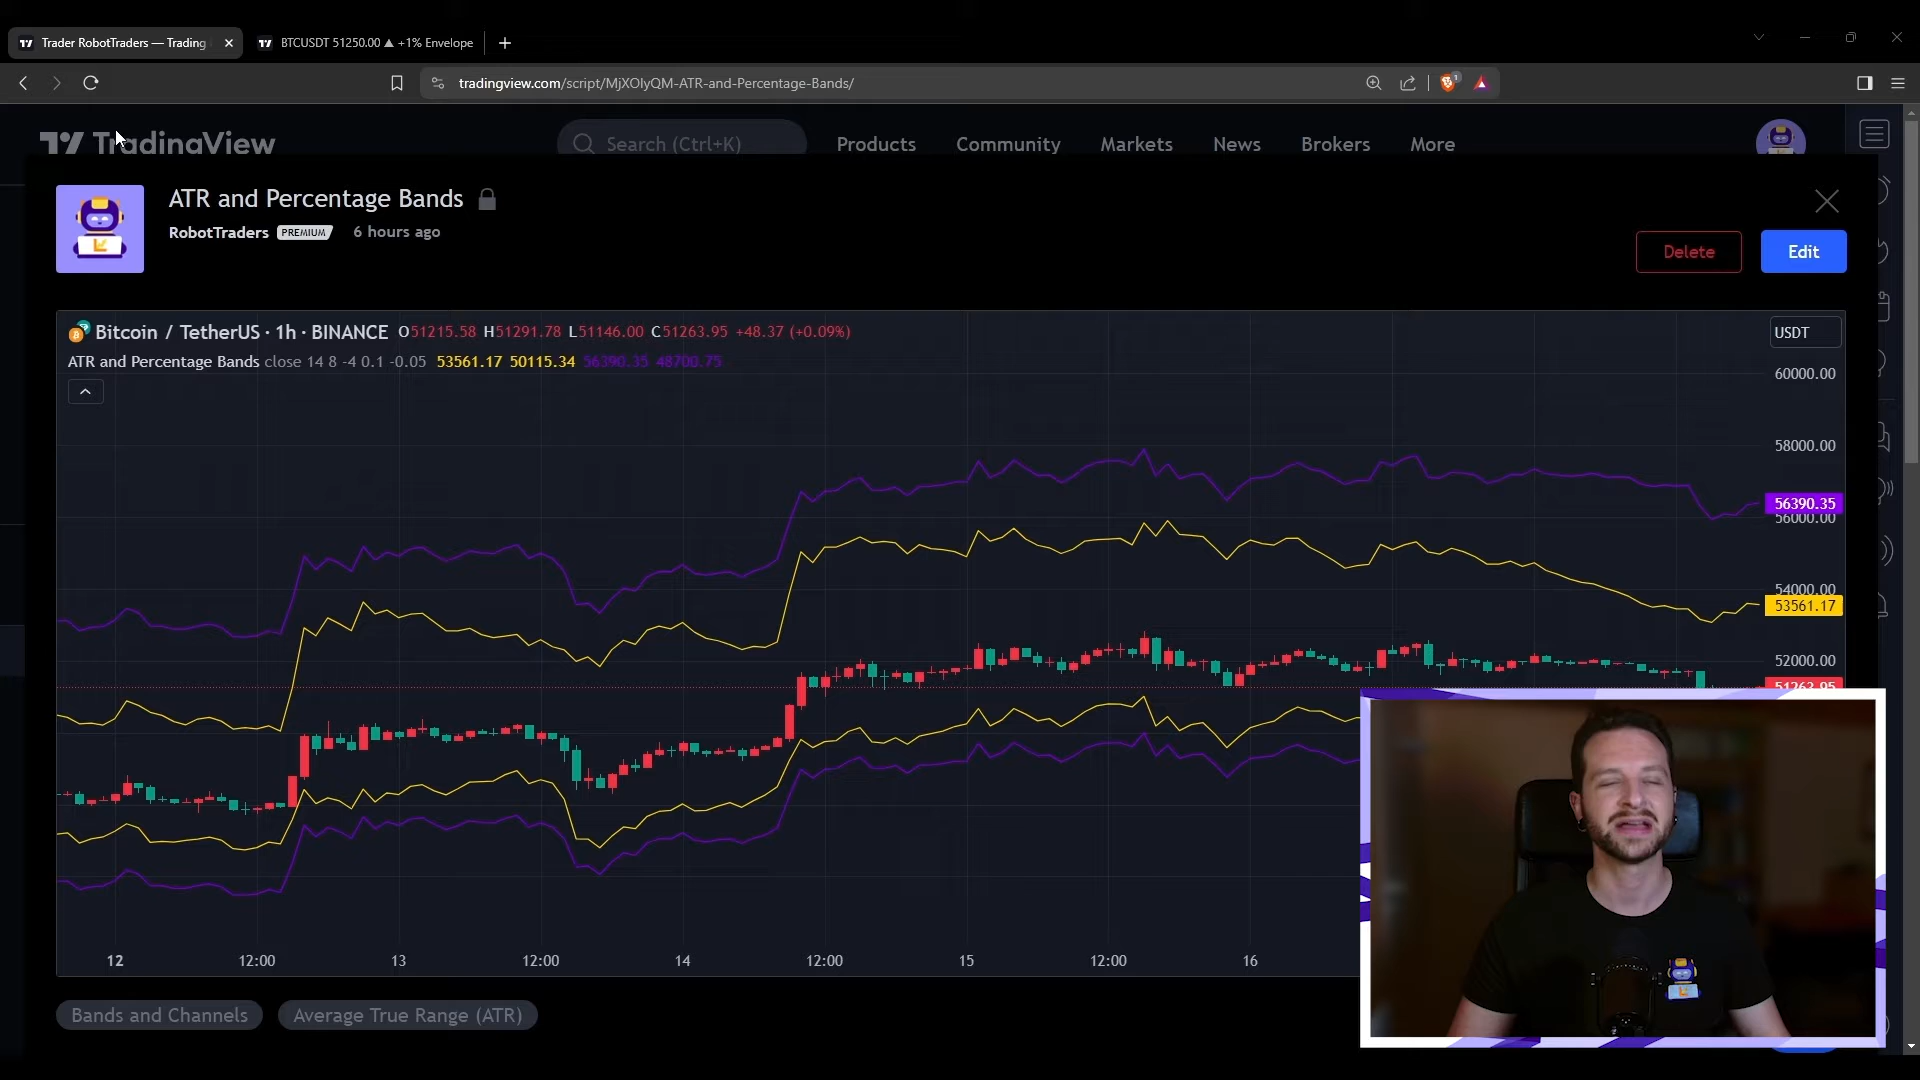 Trader RobotTraders — Trading
BTCUSDT 51250.00 ▲ +1% Envelope
tradingview.com/script/MjXOlyQM-ATR-and-Percentage-Bands/
1
TradingView
Search (Ctrl+K)
Products
Community
Markets
News
Brokers
More
ATR and Percentage Bands
RobotTraders PREMIUM 6 hours ago
Delete
Edit
Bitcoin / TetherUS · 1h · BINANCE O51215.58 H51291.78 L51146.00 C51263.95 +48.37 (+0.09%)
USDT
ATR and Percentage Bands close 14 8 -4 0.1 -0.05 53561.17 50115.34 56390.35 48700.75
60000.00
58000.00
56390.35
56000.00
54000.00
53561.17
52000.00
51263.95
12
12:00
13
12:00
14
12:00
15
12:00
16
Bands and Channels
Average True Range (ATR)